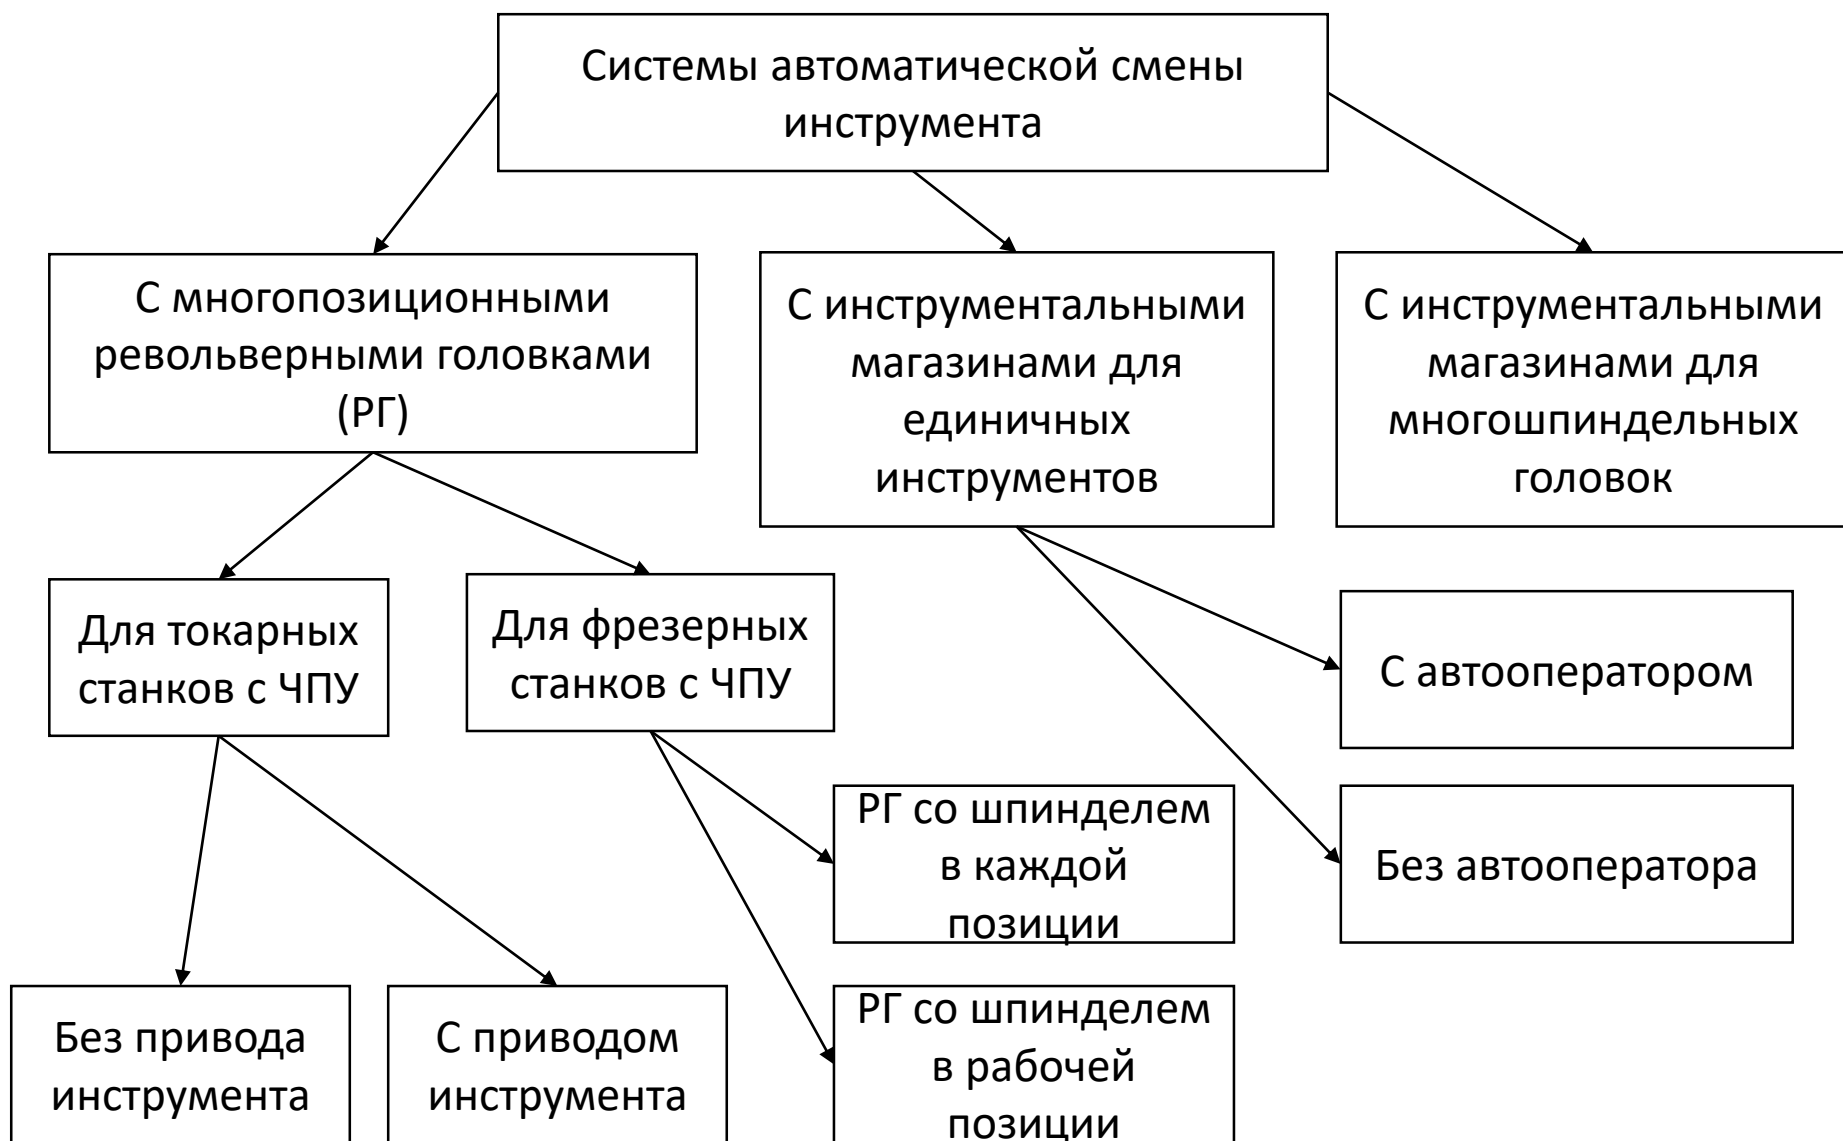 Системы автоматической смены
инструмента
С многопозиционными
револьверными головками
(РГ)
С инструментальными
магазинами для
единичных
инструментов
С инструментальными
магазинами для
многошпиндельных
головок
Для токарных
станков с ЧПУ
Для фрезерных
станков с ЧПУ
С автооператором
Без автооператора
РГ со шпинделем
в каждой
позиции
РГ со шпинделем
в рабочей
позиции
Без привода
инструмента
С приводом
инструмента